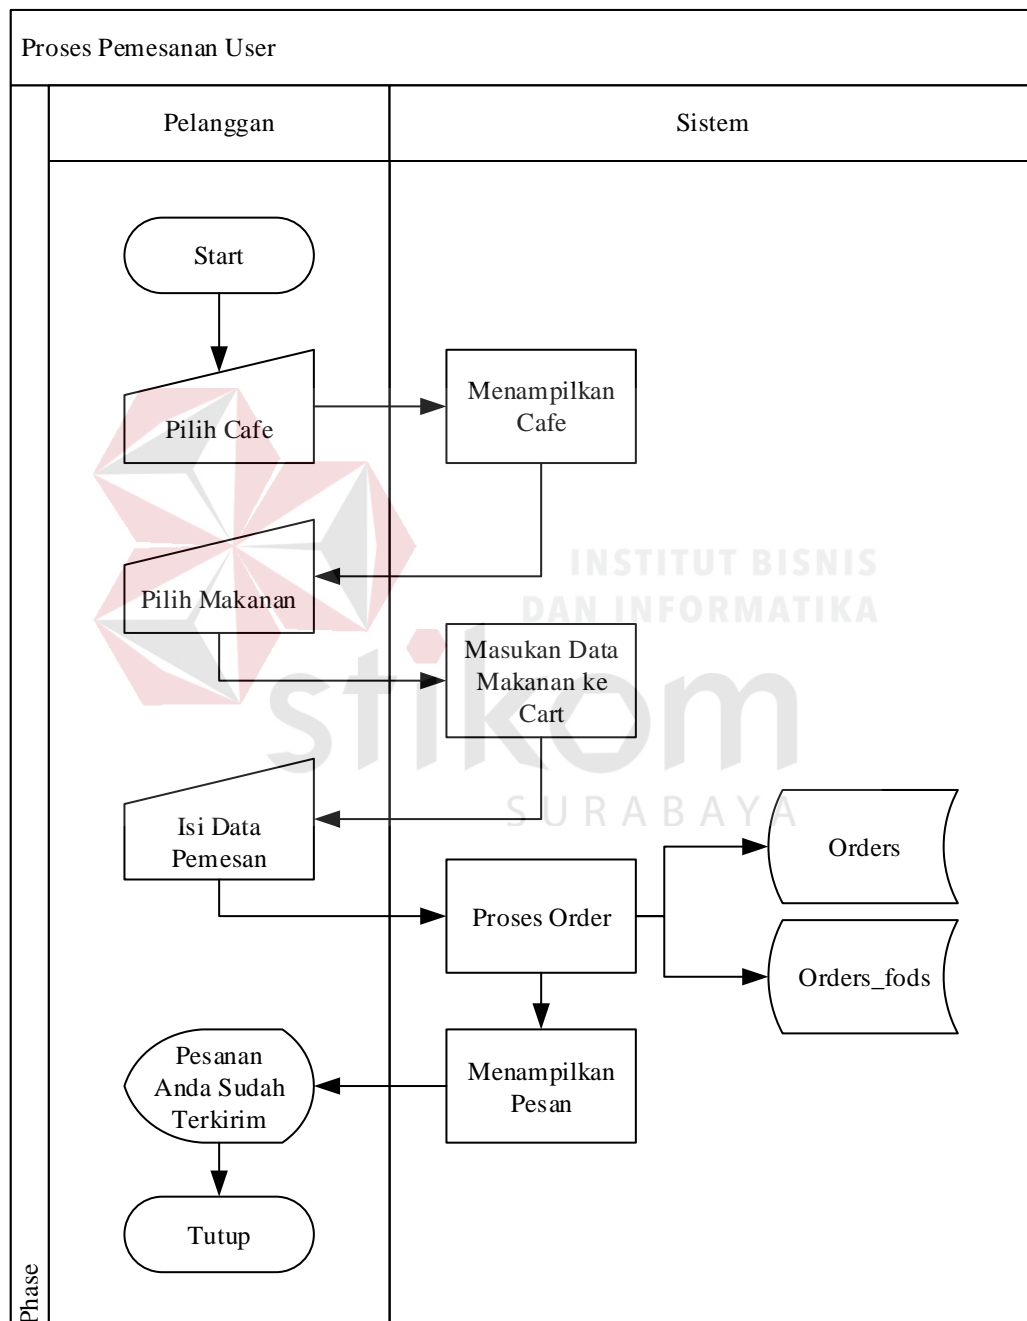 Proses Pemesanan User
Pelanggan
Sistem
Start
Pilih Cafe
Menampilkan
Cafe
INSTITUT BISNIS
DAN INFORMATIKA
Pilih Makanan
Masukan Data
Makanan ke
Cart
stikom
SURABAYA
Isi Data
Pemesan
Orders
Proses Order
Orders_fods
Pesanan
Anda Sudah
Terkirim
Menampilkan
Pesan
Tutup
Phase